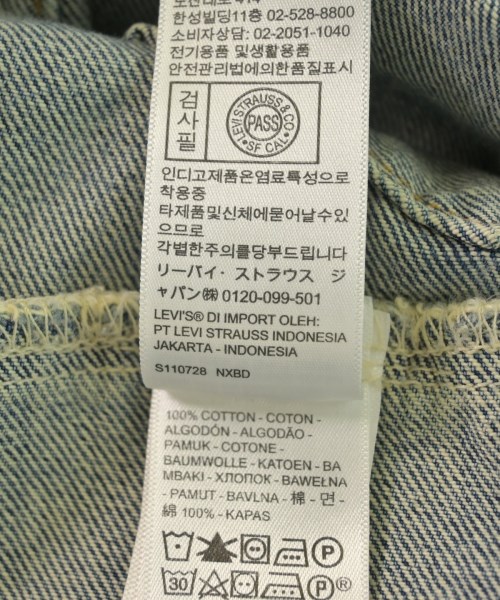 한성빌딩11층 02-528-8800
소비자상담: 02-2051-1040
전기용품 및생활용품
안전관리법에의한품질표시
검사필
LEVI STRAUSS & CO
PASS
• SF CAL •
인디고제품은염료특성으로
착용중
타제품및신체에묻어날수있
으므로
각별한주의를당부드립니다
リーバイ・ストラウス ジ
ャパン㈱ 0120-099-501
LEVI'S® DI IMPORT OLEH:
PT LEVI STRAUSS INDONESIA
JAKARTA - INDONESIA
S110728 NXBD
100% COTTON - COTON -
ALGODÓN - ALGODÃO -
PAMUK - COTONE -
BAUMWOLLE - KATOEN - BA
MBAKI - ХЛОПОК - BAWEŁNA
- PAMUT - BAVLNA - 棉 - 면 -
綿 100% - KAPAS
P
30 P®